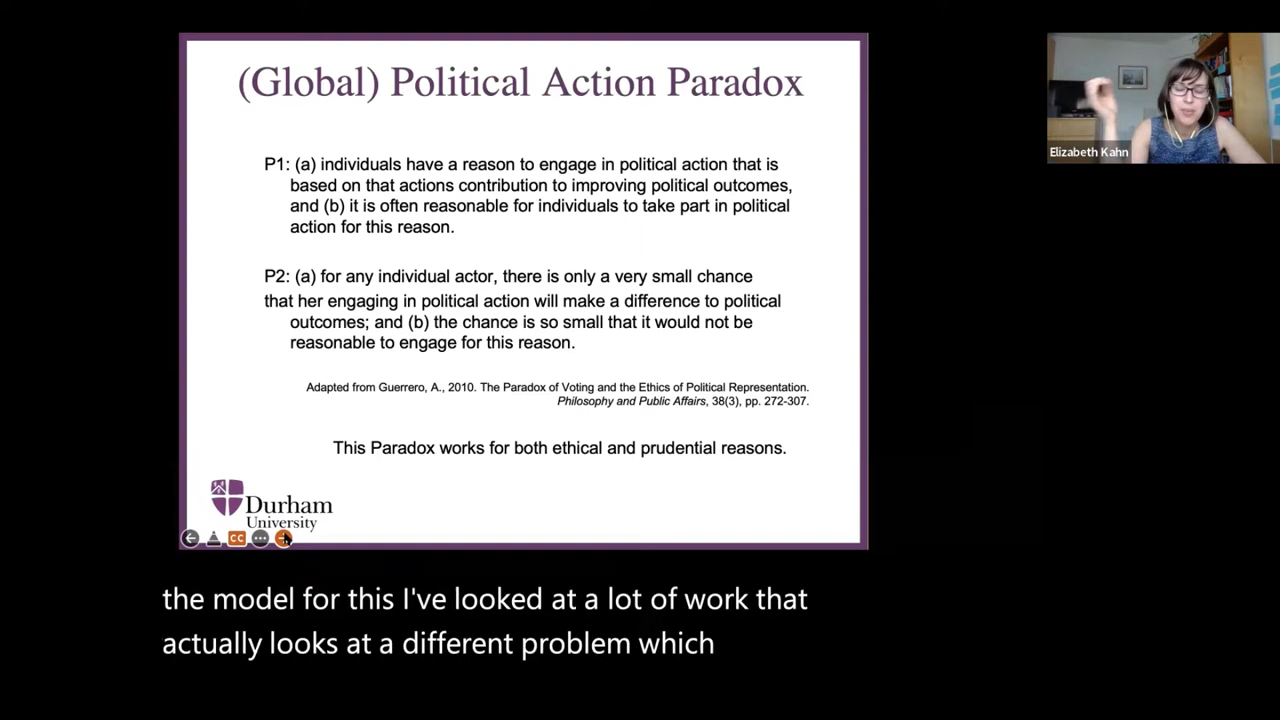 (Global) Political Action Paradox
Elizabeth Kahn
P1: (a) individuals have a reason to engage in political action that is
based on that actions contribution to improving political outcomes,
and (b) it is often reasonable for individuals to take part in political
action for this reason.
P2: (a) for any individual actor, there is only a very small chance
that her engaging in political action will make a difference to political
outcomes; and (b) the chance is so small that it would not be
reasonable to engage for this reason.
Adapted from Guerrero, A., 2010. The Paradox of Voting and the Ethics of Political Representation.
Philosophy and Public Affairs, 38(3), pp. 272-307.
This Paradox works for both ethical and prudential reasons.
Durham
University
CC
the model for this I've looked at a lot of work that
actually looks at a different problem which